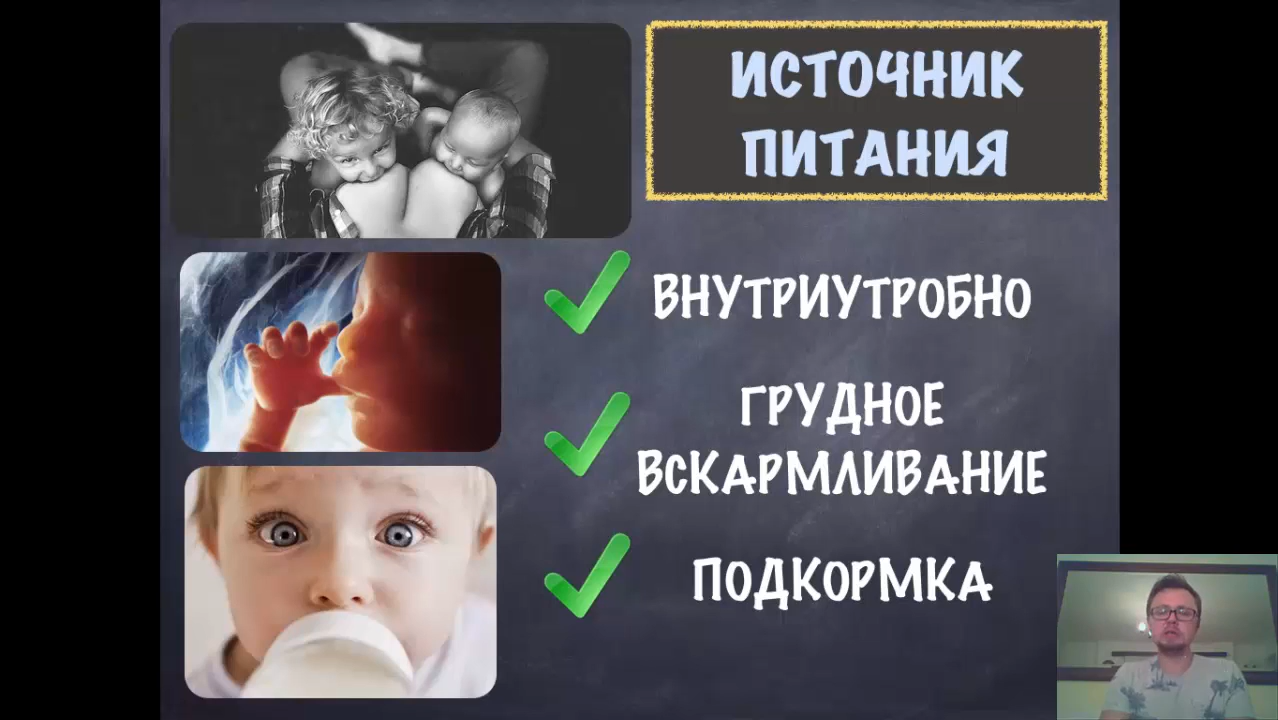 ИСТОЧНИК
ПИТАНИЯ
ВНУТРИУТРОБНО
ГРУДНОЕ
ВСКАРМЛИВАНИЕ
ПОДКОРМКА